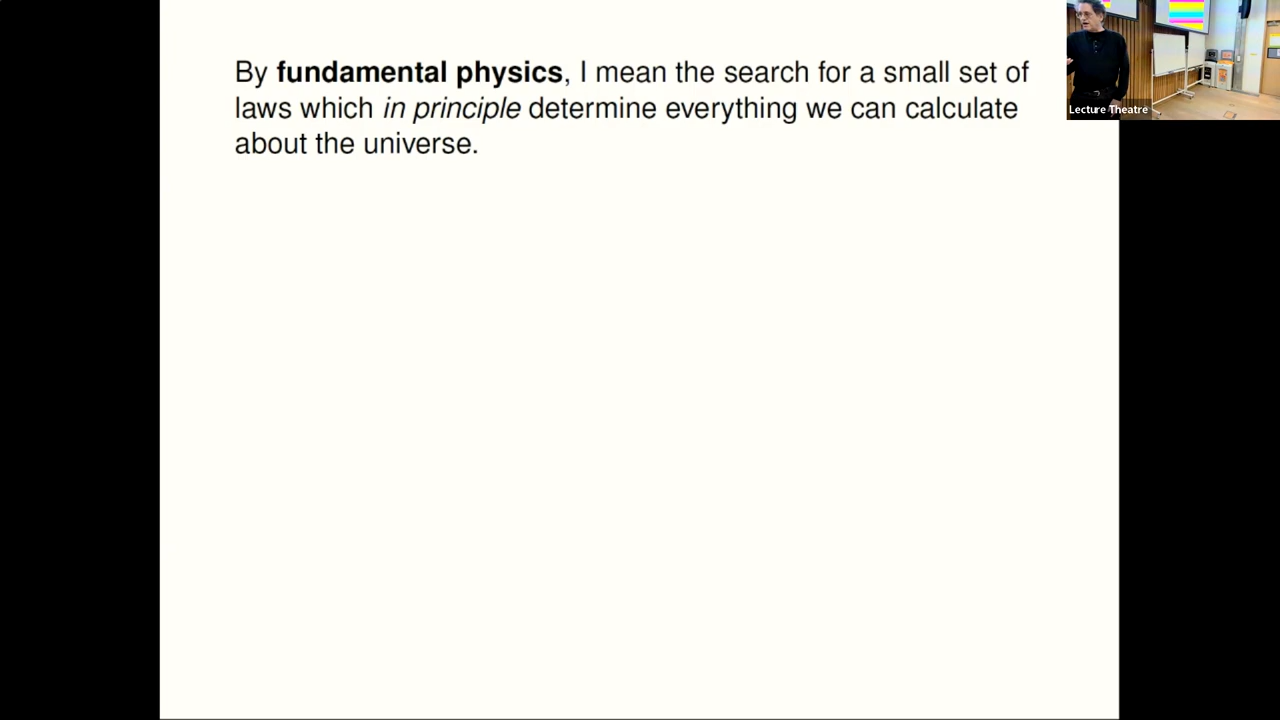 By fundamental physics, I mean the search for a small set of
laws which in principle determine everything we can calculate
about the universe.
Lecture Theatre